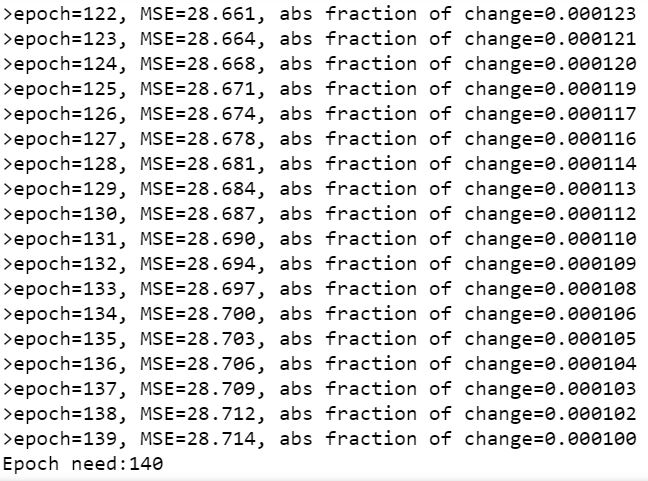 >epoch=122, MSE=28.661, abs fraction of change=0.000123
>epoch=123, MSE=28.664, abs fraction of change=0.000121
>epoch=124, MSE=28.668, abs fraction of change=0.000120
>epoch=125, MSE=28.671, abs fraction of change=0.000119
>epoch=126, MSE=28.674, abs fraction of change=0.000117
>epoch=127, MSE=28.678, abs fraction of change=0.000116
>epoch=128, MSE=28.681, abs fraction of change=0.000114
>epoch=129, MSE=28.684, abs fraction of change=0.000113
>epoch=130, MSE=28.687, abs fraction of change=0.000112
>epoch=131, MSE=28.690, abs fraction of change=0.000110
>epoch=132, MSE=28.694, abs fraction of change=0.000109
>epoch=133, MSE=28.697, abs fraction of change=0.000108
>epoch=134, MSE=28.700, abs fraction of change=0.000106
>epoch=135, MSE=28.703, abs fraction of change=0.000105
>epoch=136, MSE=28.706, abs fraction of change=0.000104
>epoch=137, MSE=28.709, abs fraction of change=0.000103
>epoch=138, MSE=28.712, abs fraction of change=0.000102
>epoch=139, MSE=28.714, abs fraction of change=0.000100
Epoch need:140